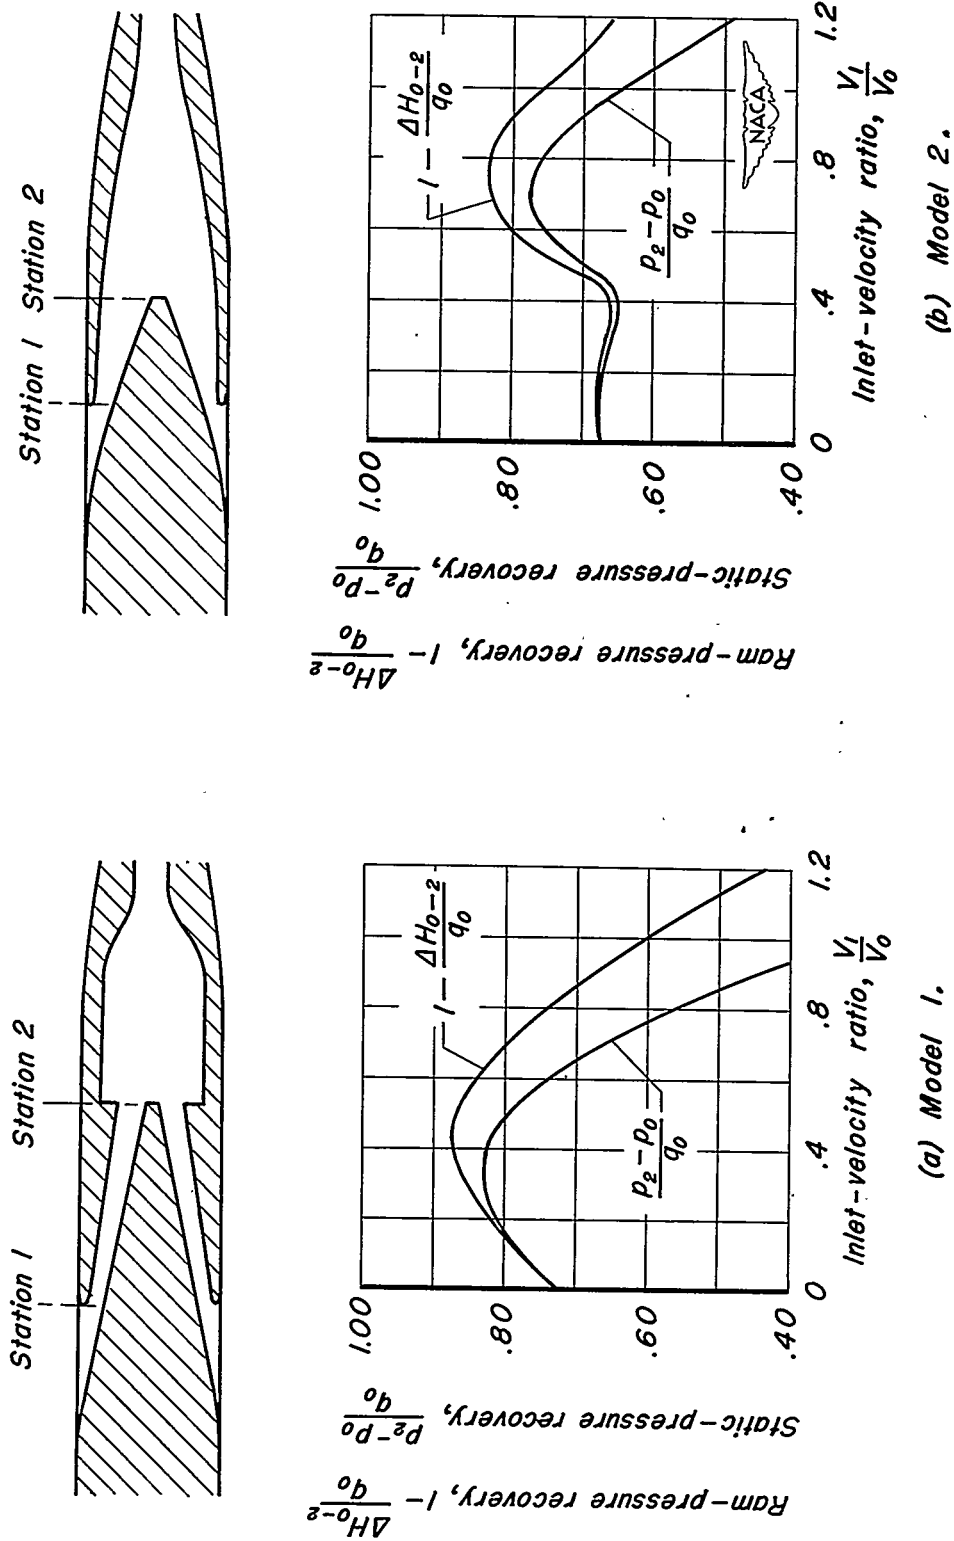 Station 1
Station 2
Ram-pressure recovery, 1 - ΔH₀₋₂/q₀
Static-pressure recovery, p₂-p₀/q₀
1.00
.80
.60
.40
0
.4
.8
1.2
1 - ΔH₀₋₂/q₀
p₂-p₀/q₀
Inlet-velocity ratio, V₁/V₀
(a) Model 1.
Station 1
Station 2
Ram-pressure recovery, 1 - ΔH₀₋₂/q₀
Static-pressure recovery, p₂-p₀/q₀
1.00
.80
.60
.40
0
.4
.8
1.2
1 - ΔH₀₋₂/q₀
p₂-p₀/q₀
NACA
Inlet-velocity ratio, V₁/V₀
(b) Model 2.